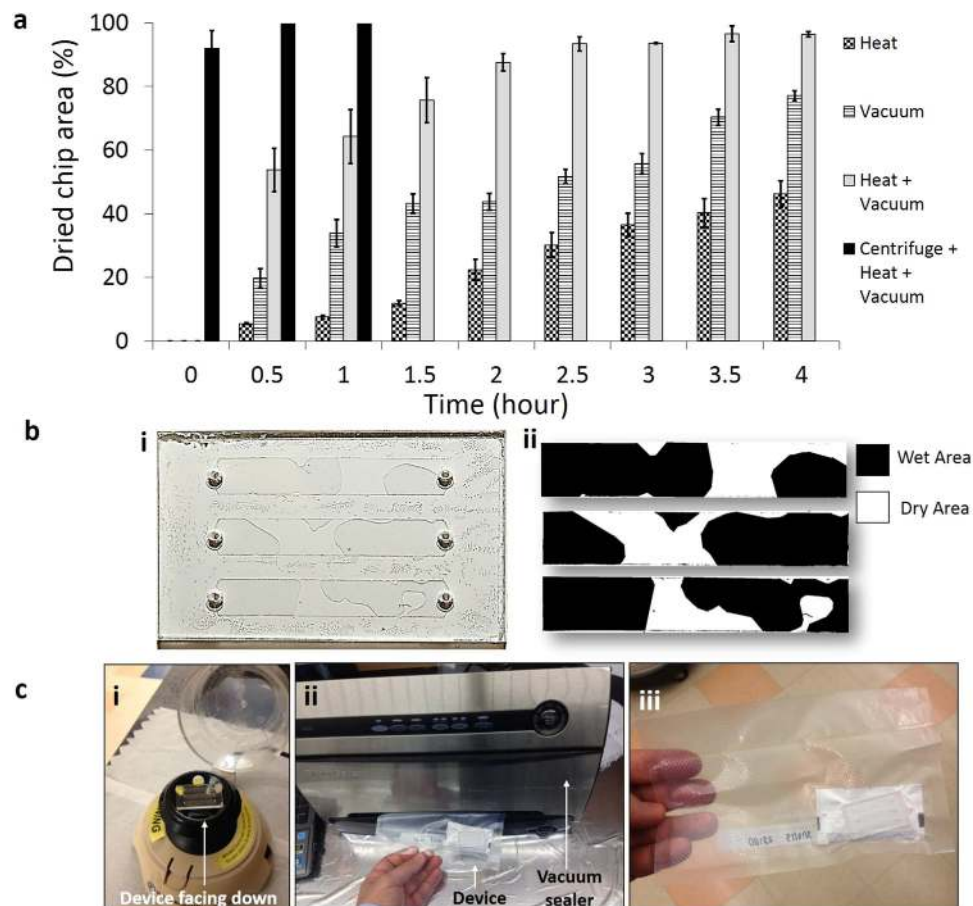 a
Dried chip area (%)
100
80
60
40
20
0
0 0.5 1 1.5 2 2.5 3 3.5 4
Time (hour)
Heat
Vacuum
Heat +
Vacuum
Centrifuge +
Heat +
Vacuum
b
i
ii
Wet Area
Dry Area
c
i
Device facing down
ii
Device
Vacuum
sealer
iii